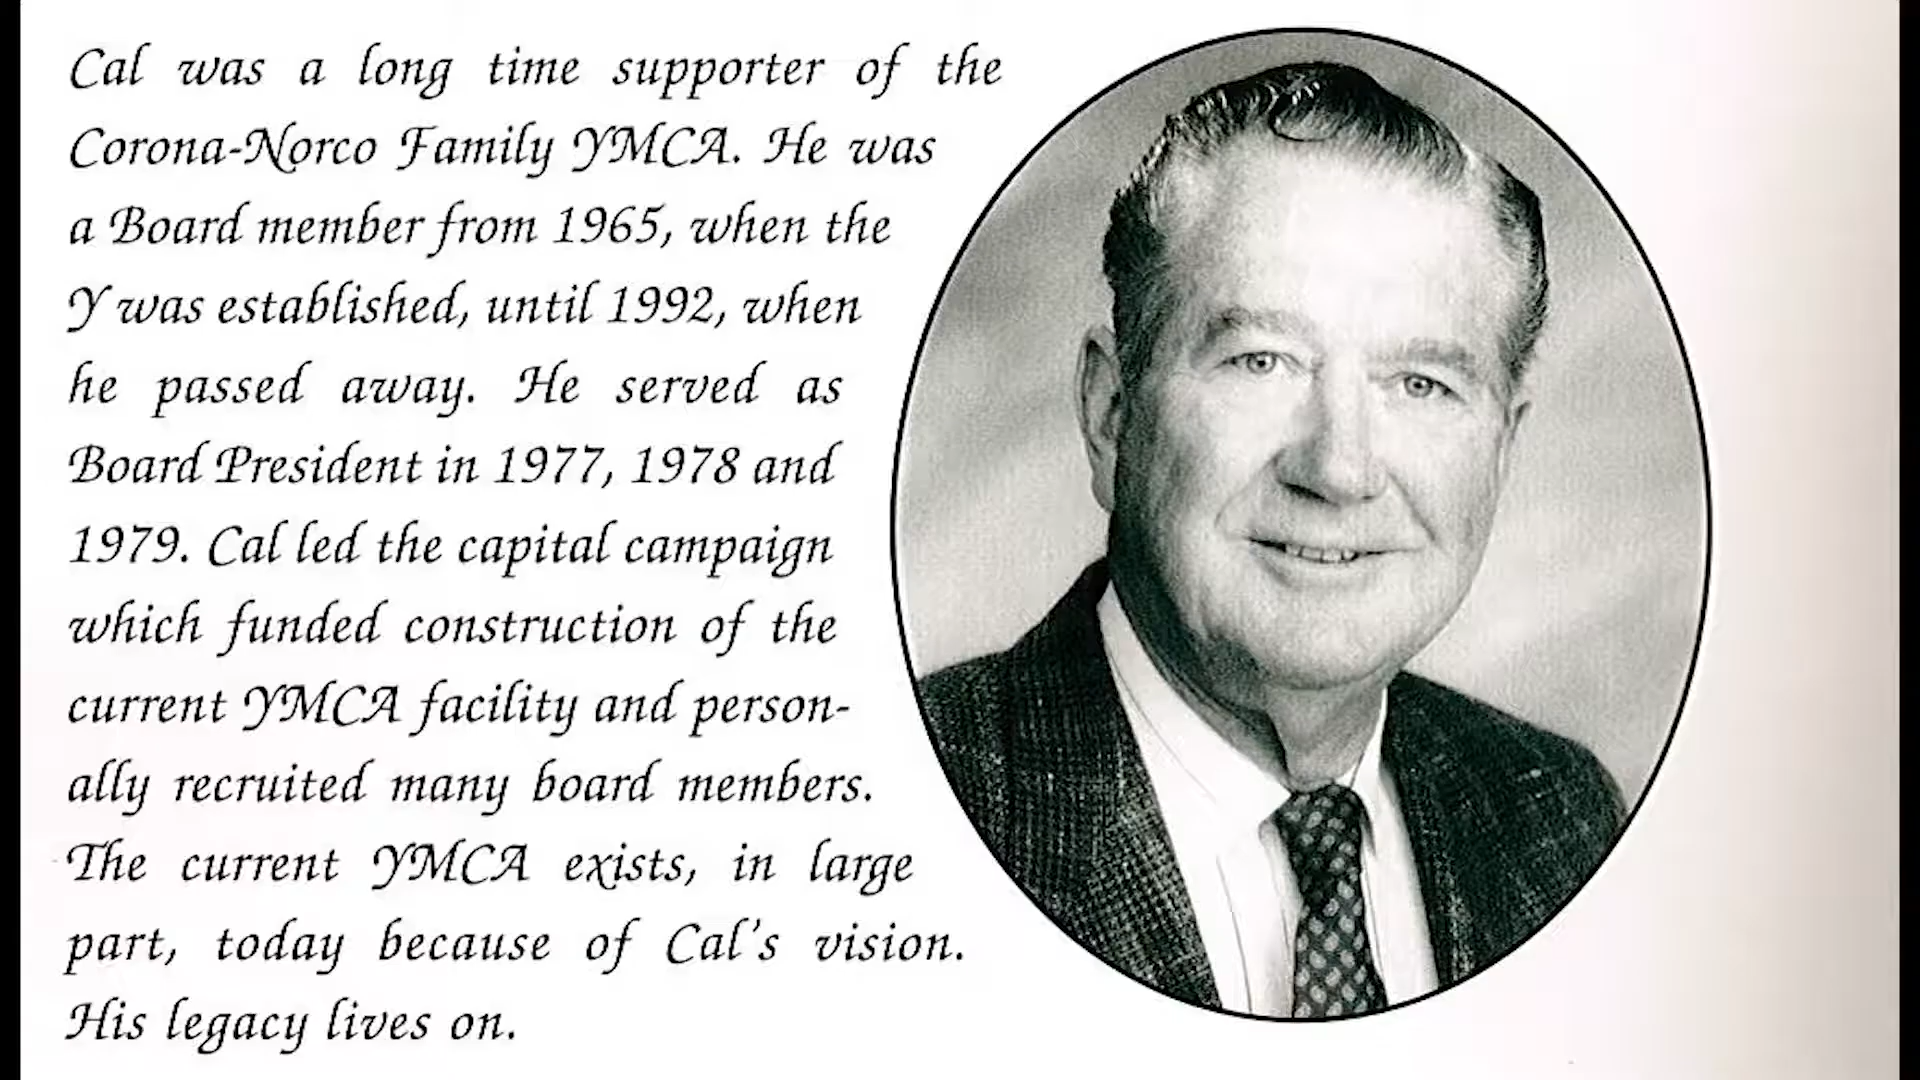 Cal was a long time supporter of the
Corona-Norco Family YMCA. He was
a Board member from 1965, when the
Y was established, until 1992, when
he passed away. He served as
Board President in 1977, 1978 and
1979. Cal led the capital campaign
which funded construction of the
current YMCA facility and person-
ally recruited many board members.
The current YMCA exists, in large
part, today because of Cal's vision.
His legacy lives on.